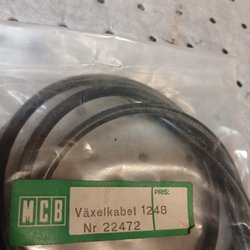 MCB
PRIS:
Växelkabel 1248
Nr 22472